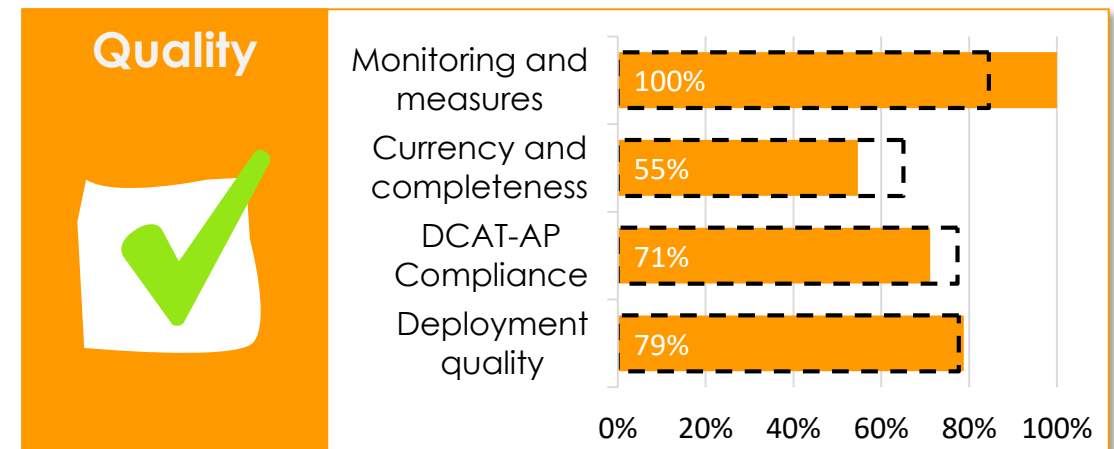 Quality
Monitoring and
measures
100%
Currency and
completeness
55%
DCAT-AP
Compliance
71%
Deployment
quality
79%
0% 20% 40% 60% 80% 100%